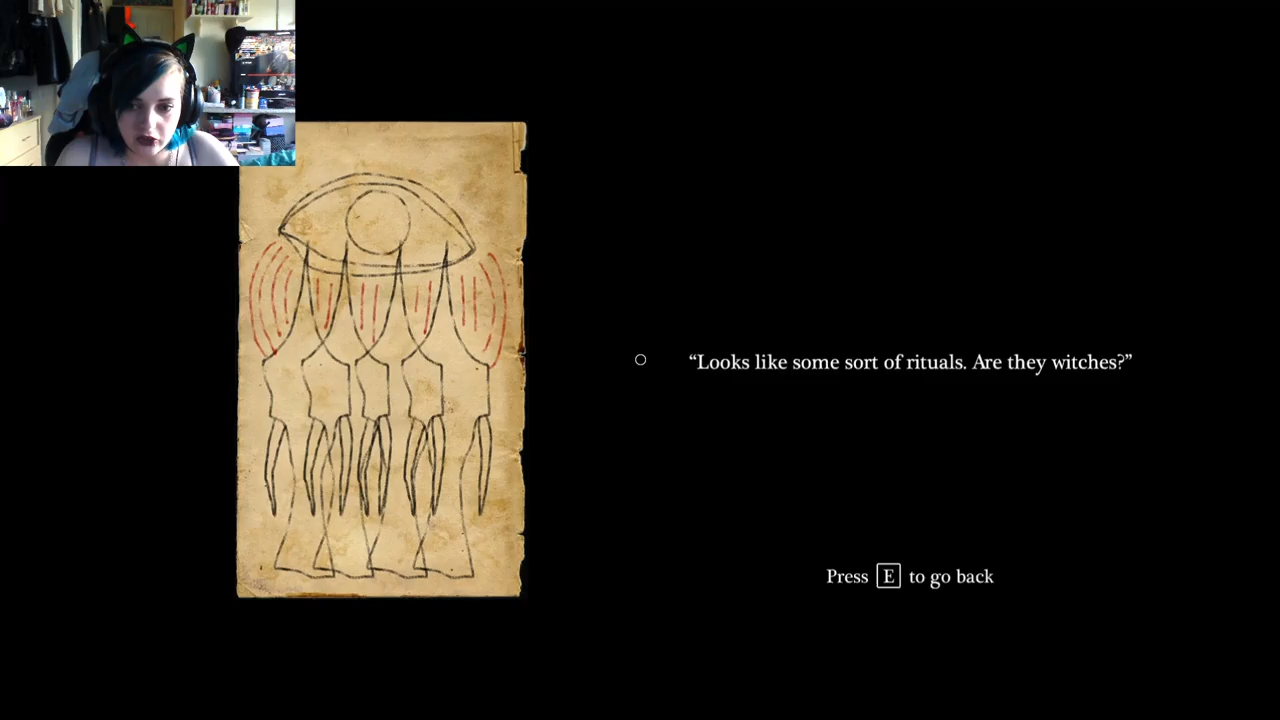 “Looks like some sort of rituals. Are they witches?”
Press E to go back